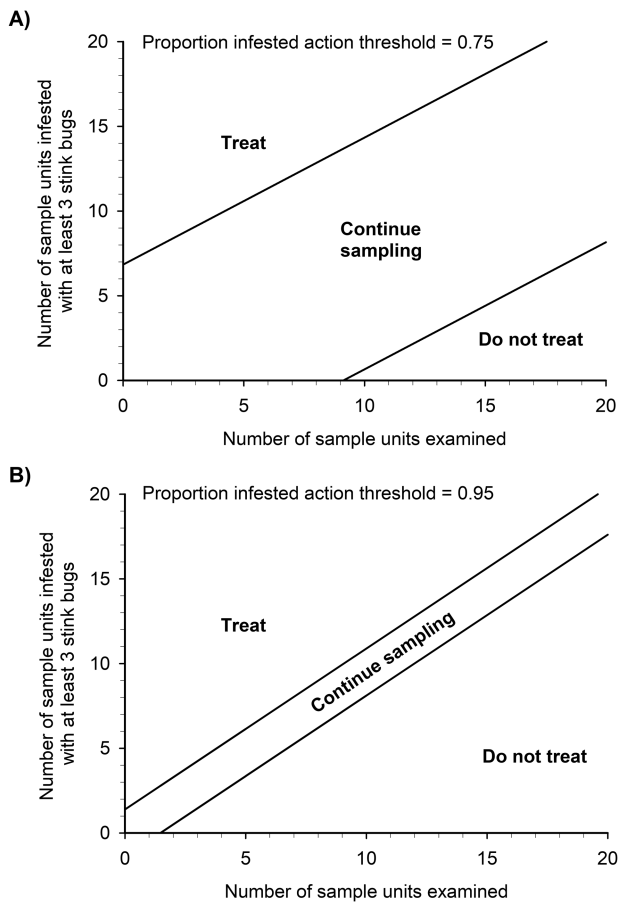 A)
Proportion infested action threshold = 0.75
Number of sample units infested
with at least 3 stink bugs
20
15
10
5
0
Treat
Continue
sampling
Do not treat
0 5 10 15 20
Number of sample units examined
B)
Proportion infested action threshold = 0.95
Number of sample units infested
with at least 3 stink bugs
20
15
10
5
0
Treat
Continue sampling
Do not treat
0 5 10 15 20
Number of sample units examined